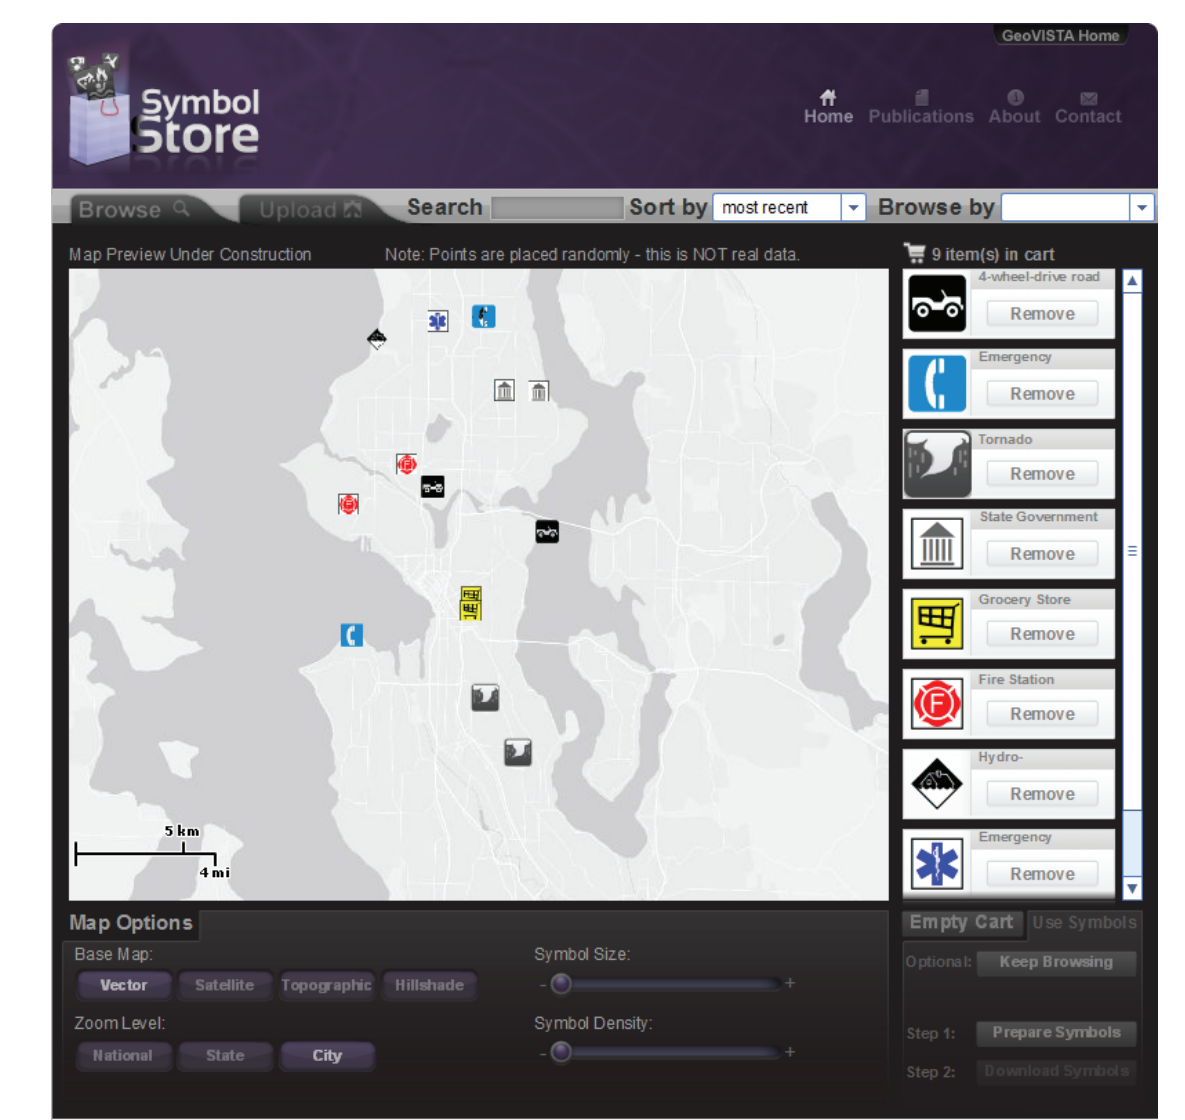 GeoVISTA Home
Symbol
Store
Home Publications About Contact
Browse Upload Search Sort by most recent Browse by
Map Preview Under Construction Note: Points are placed randomly - this is NOT real data. 9 item(s) in cart
4-wheel-drive road
Remove
Emergency
Remove
Tornado
Remove
State Government
Remove
Grocery Store
Remove
F
Fire Station
Remove
Hydro-
Remove
Emergency
Remove
5 km
4 mi
Map Options
Base Map:
Vector Satellite Topographic Hillshade
Zoom Level:
National State City
Symbol Size:
- +
Symbol Density:
- +
Empty Cart Use Symbols
Optional: Keep Browsing
Step 1: Prepare Symbols
Step 2: Download Symbols